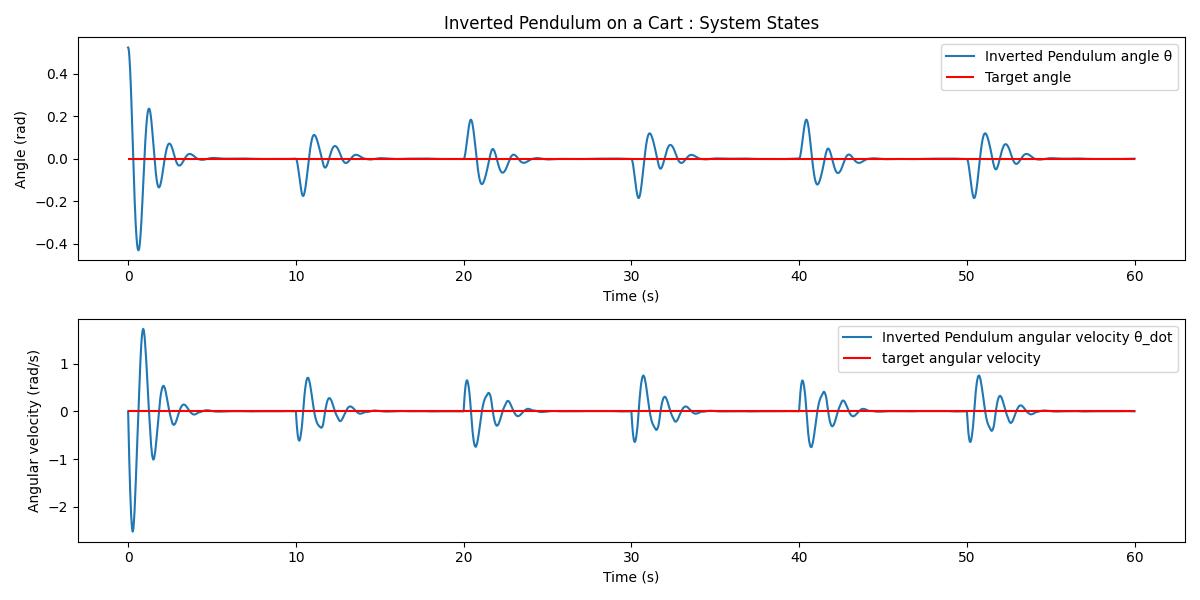 Inverted Pendulum on a Cart : System States
Inverted Pendulum angle θ
Target angle
Angle (rad)
0.4
0.2
0.0
−0.2
−0.4
0 10 20 30 40 50 60
Time (s)
Inverted Pendulum angular velocity θ_dot
target angular velocity
Angular velocity (rad/s)
1
0
−1
−2
0 10 20 30 40 50 60
Time (s)